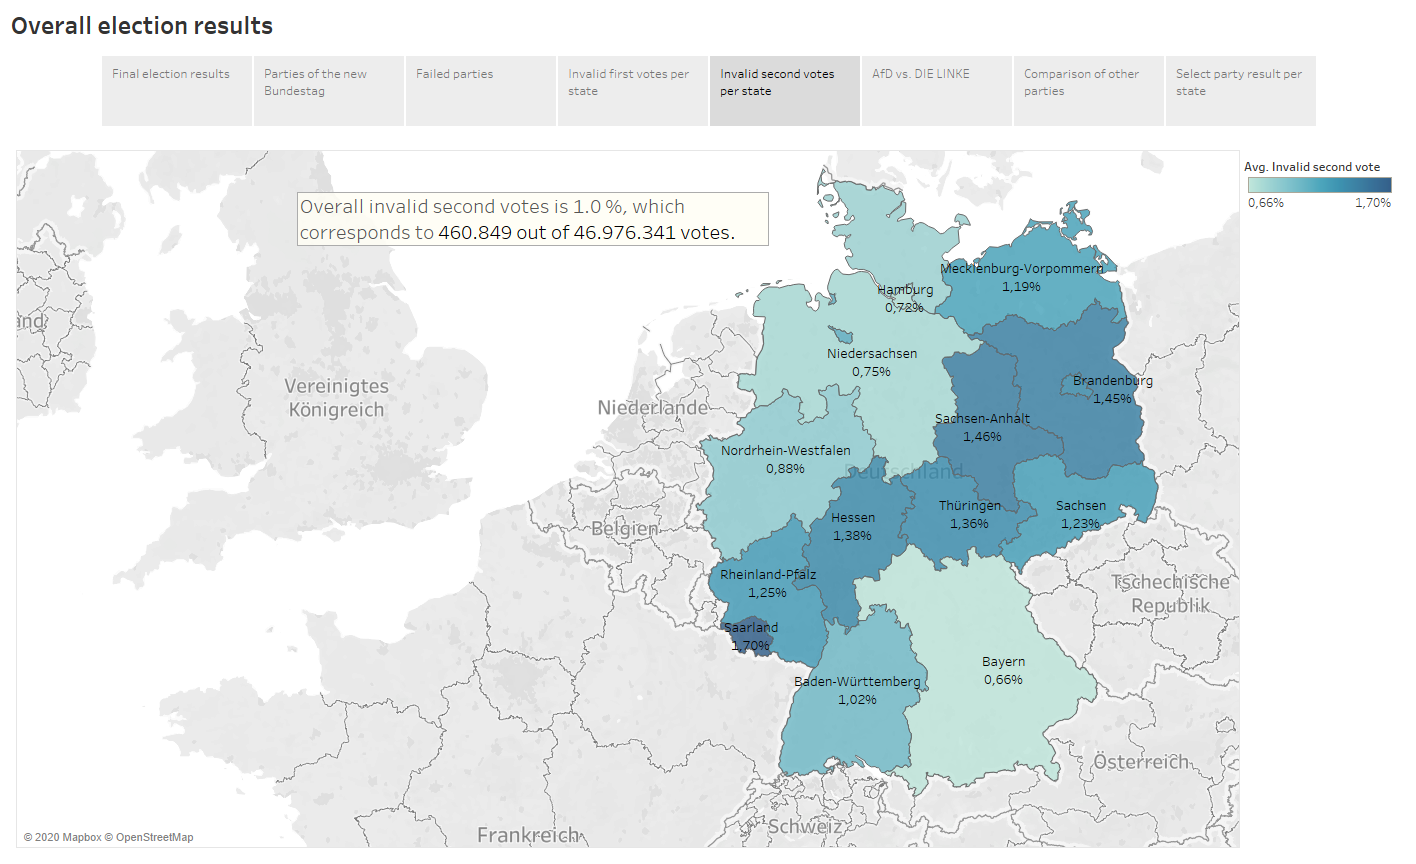 Overall election results
Final election results
Parties of the new
Bundestag
Failed parties
Invalid first votes per
state
Invalid second votes
per state
AfD vs. DIE LINKE
Comparison of other
parties
Select party result per
state
Avg. Invalid second vote
0,66%
1,70%
Overall invalid second votes is 1.0 %, which
corresponds to 460.849 out of 46.976.341 votes.
Mecklenburg-Vorpommern
1,19%
Hamburg
0,72%
and
Niedersachsen
0,75%
Vereinigtes
Königreich
Brandenburg
1,45%
Niederlande
Sachsen-Anhalt
1,46%
Nordrhein-Westfalen
0,88%
Deutschland
Thüringen
1,36%
Sachsen
1,23%
Hessen
1,38%
Belgien
Rheinland-Pfalz
1,25%
Tschechische
Republik
Saarland
1,70%
Bayern
0,66%
Baden-Württemberg
1,02%
Österreich
Schweiz
Frankreich
© 2020 Mapbox © OpenStreetMap